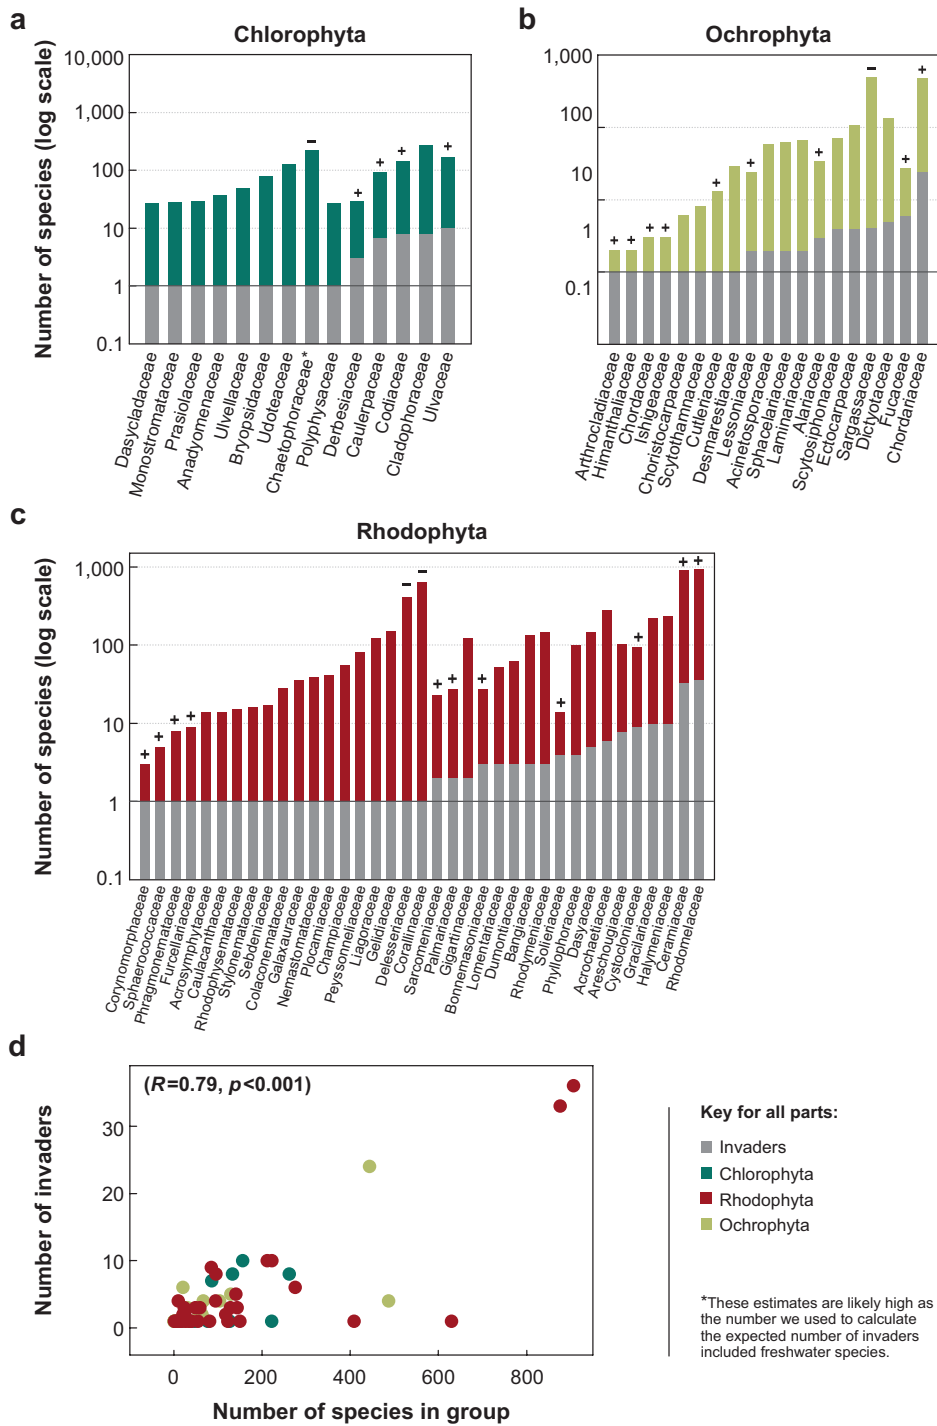 a
Chlorophyta
Number of species (log scale)
10,000
1,000
100
10
1
0.1
– + + + +
Dasycladaceae
Monostromataceae
Prasiolaceae
Anadyomenaceae
Ulvellaceae
Bryopsidaceae
Udoteaceae
Chaetophoraceae*
Polyphysaceae
Derbesiaceae
Caulerpaceae
Codiaceae
Cladophoraceae
Ulvaceae
b
Ochrophyta
1,000
100
10
1
0.1
+ + + + + + + – + +
Arthrocladiaceae
Himanthaliaceae
Chordaceae
Ishigeaceae
Choristocarpaceae
Scytothamnaceae
Cutleriaceae
Desmarestiaceae
Lessoniaceae
Acinetosporaceae
Sphacelariaceae
Laminariaceae
Alariaceae
Scytosiphonaceae
Ectocarpaceae
Sargassaceae
Dictyotaceae
Fucaceae
Chordariaceae
c
Rhodophyta
Number of species (log scale)
1,000
100
10
1
0.1
+ + + + – – + + + + + + +
Corynomorphaceae
Sphaerococcaceae
Phragmonemataceae
Furcellariaceae
Acrosymphytaceae
Caulacanthaceae
Rhodophysemataceae
Stylonemataceae
Sebdeniaceae
Colaconemataceae
Galaxauraceae
Nemastomataceae
Plocamiaceae
Champiaceae
Peyssonneliaceae
Liagoraceae
Gelidiaceae
Delesseriaceae
Corallinaceae
Sarcomeniaceae
Palmariaceae
Gigartinaceae
Bonnemaisoniaceae
Lomentariaceae
Dumontiaceae
Bangiaceae
Rhodymeniaceae
Solieriaceae
Phyllophoraceae
Dasyaceae
Acrochaetiaceae
Areschougiaceae
Cystocloniaceae
Gracilariaceae
Halymeniaceae
Ceramiaceae
Rhodomelaceae
d
(R=0.79, p<0.001)
Number of invaders
30
20
10
0
0 200 400 600 800
Number of species in group
Key for all parts:
Invaders
Chlorophyta
Rhodophyta
Ochrophyta
*These estimates are likely high as
the number we used to calculate
the expected number of invaders
included freshwater species.